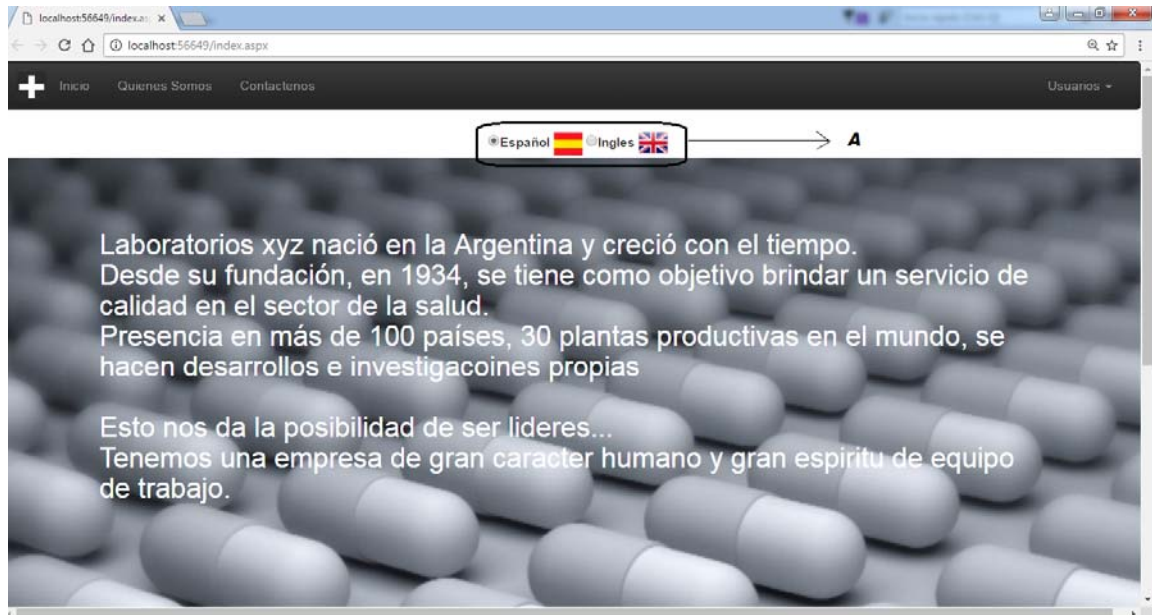 localhost:56649/index.a
localhost:56649/index.aspx
Inicio Quienes Somos Contactenos Usuarios
Español Ingles A
Laboratorios xyz nació en la Argentina y creció con el tiempo.
Desde su fundación, en 1934, se tiene como objetivo brindar un servicio de
calidad en el sector de la salud.
Presencia en más de 100 países, 30 plantas productivas en el mundo, se
hacen desarrollos e investigacoines propias
Esto nos da la posibilidad de ser lideres...
Tenemos una empresa de gran caracter humano y gran espiritu de equipo
de trabajo.